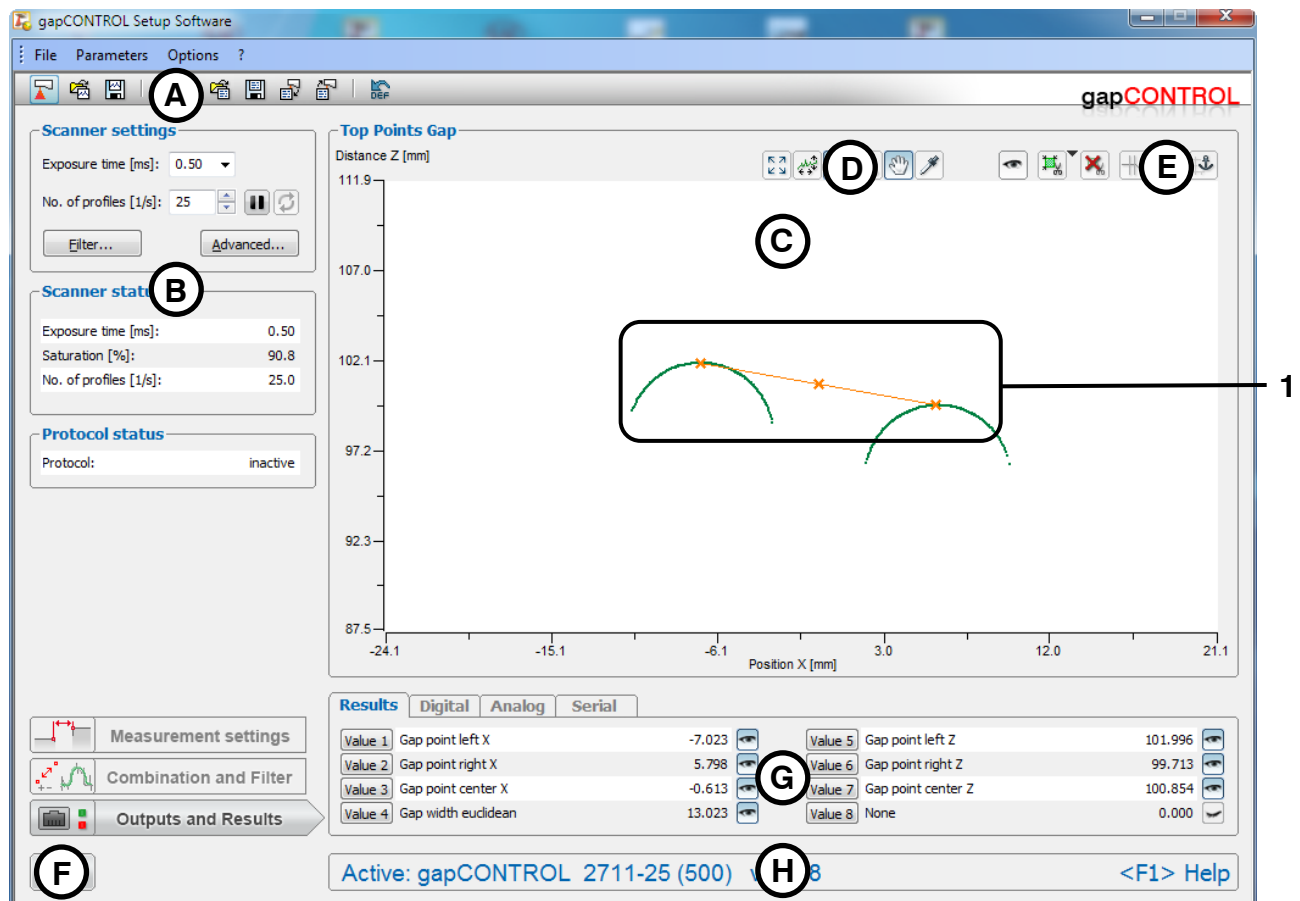 gapCONTROL Setup Software
File Parameters Options ?
A
DEF
gapCONTROL
Scanner settings
Exposure time [ms]: 0.50
No. of profiles [1/s]: 25
Filter... Advanced...
B
Exposure time [ms]: 0.50
Saturation [%]: 90.8
No. of profiles [1/s]: 25.0
Protocol status
Protocol: inactive
Top Points Gap
Distance Z [mm]
D
E
C
111.9
107.0
102.1
97.2
92.3
87.5
1
-24.1 -15.1 -6.1 3.0 12.0 21.1
Position X [mm]
Measurement settings
Combination and Filter
Outputs and Results
F
Results Digital Analog Serial
Value 1 Gap point left X -7.023 Value 5 Gap point left Z 101.996
Value 2 Gap point right X 5.798 Value 6 Gap point right Z 99.713
Value 3 Gap point center X -0.613 Value 7 Gap point center Z 100.854
Value 4 Gap width euclidean 13.023 Value 8 None 0.000
G
Active: gapCONTROL 2711-25 (500) H 8 <F1> Help